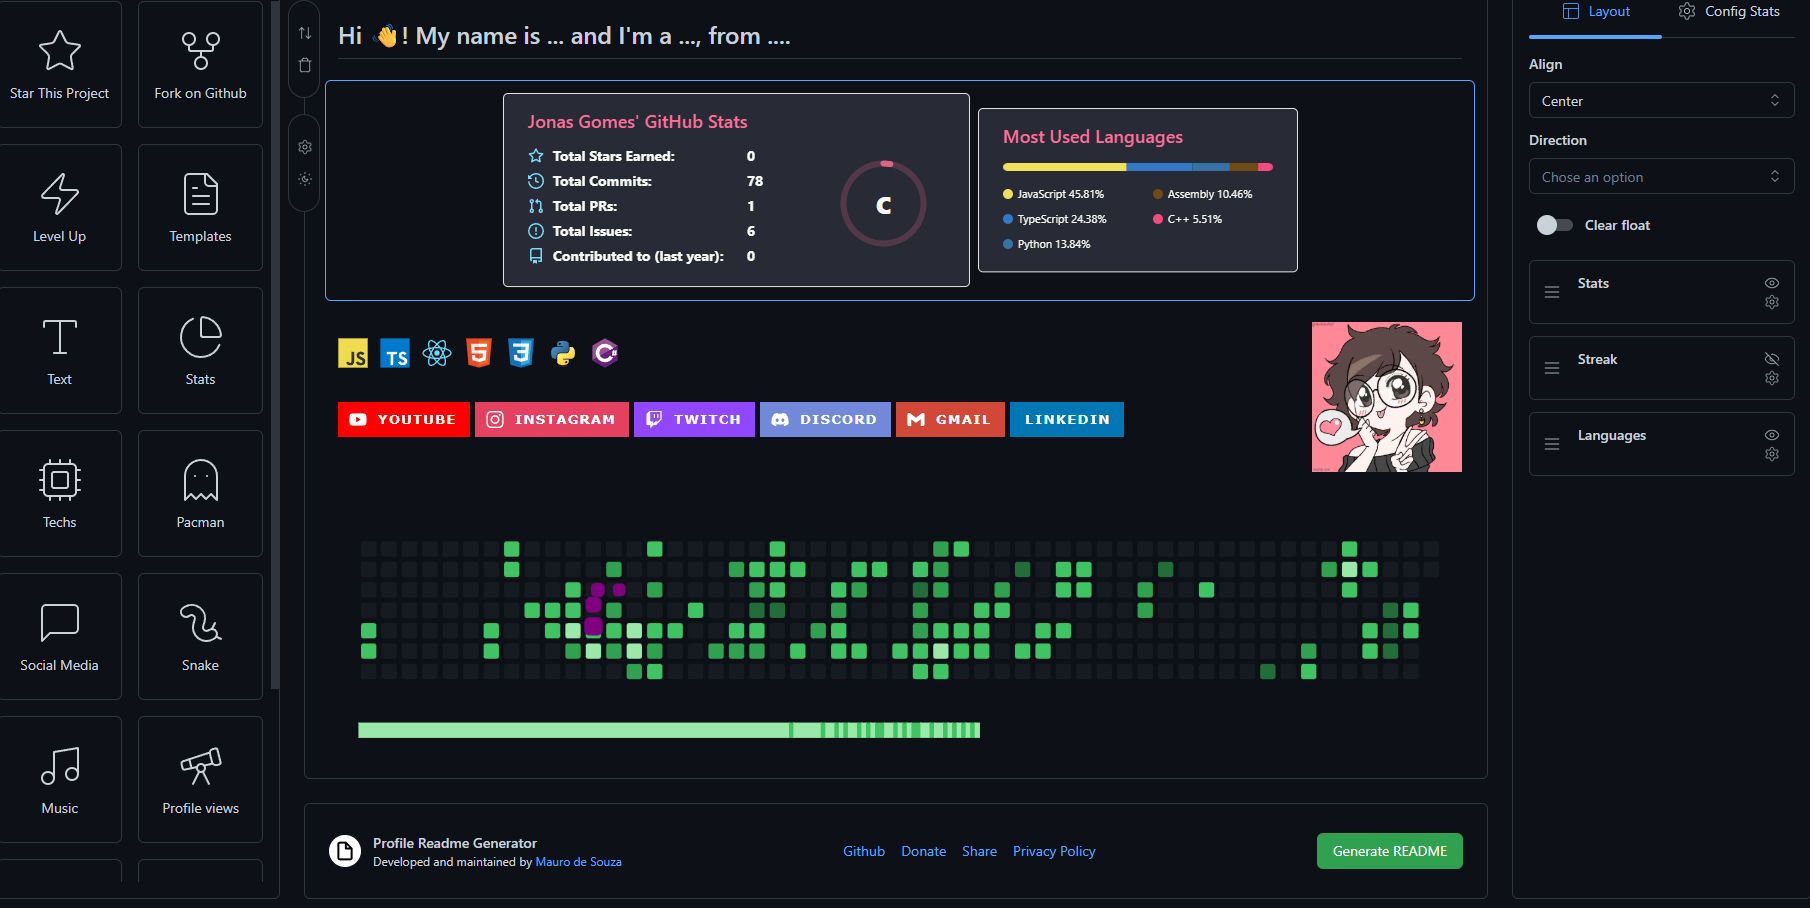 Star This Project
Fork on Github
Level Up
Templates
Text
Stats
Techs
Pacman
Social Media
Snake
Music
Profile views
Hi 👋! My name is ... and I'm a ..., from ....
Jonas Gomes' GitHub Stats
Total Stars Earned: 0
Total Commits: 78
Total PRs: 1
Total Issues: 6
Contributed to (last year): 0
C
Most Used Languages
JavaScript 45.81%
Assembly 10.46%
TypeScript 24.38%
C++ 5.51%
Python 13.84%
JS
TS
5
3
C
YOUTUBE
INSTAGRAM
TWITCH
DISCORD
GMAIL
LINKEDIN
Profile Readme Generator
Developed and maintained by Mauro de Souza
Github
Donate
Share
Privacy Policy
Generate README
Layout
Config Stats
Align
Center
Direction
Chose an option
Clear float
Stats
Streak
Languages